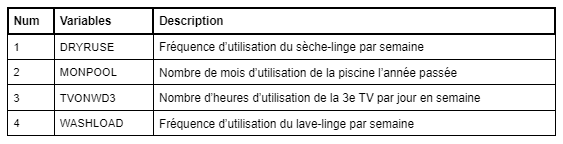 Num Variables Description
1 DRYRUSE Fréquence d'utilisation du sèche-linge par semaine
2 MONPOOL Nombre de mois d'utilisation de la piscine l'année passée
3 TVONWD3 Nombre d'heures d'utilisation de la 3e TV par jour en semaine
4 WASHLOAD Fréquence d'utilisation du lave-linge par semaine